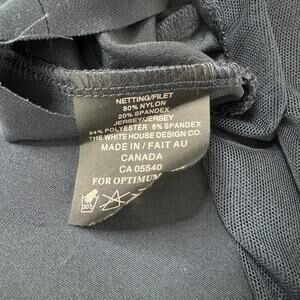 NETTING/FILET
80% NYLON
20% SPANDEX
JERSEY/JERSEY
94% POLYESTER 6% SPANDEX
THE WHITE HOUSE DESIGN CO.
MADE IN / FAIT AU
CANADA
CA 05540
FOR OPTIMUM